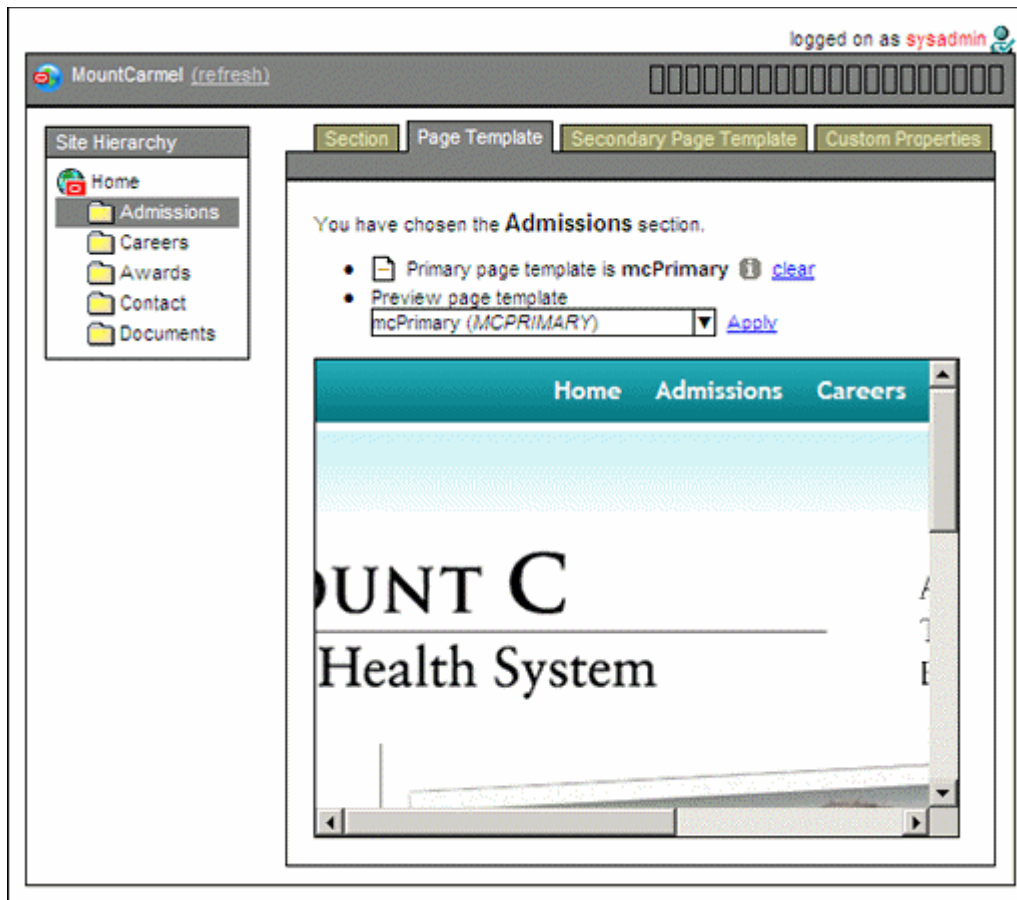 logged on as sysadmin
MountCarmel (refresh)
Site Hierarchy
Home
Admissions
Careers
Awards
Contact
Documents
Section
Page Template
Secondary Page Template
Custom Properties
You have chosen the Admissions section.
Primary page template is mcPrimary clear
Preview page template
mcPrimary (MCPRIMARY) Apply
Home Admissions Careers
OUNT C
Health System